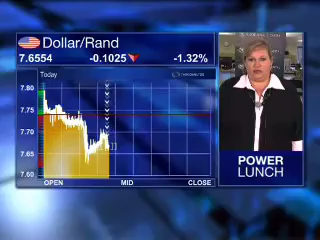 Dollar/Rand
7.6554 -0.1025 -1.32%
Today
7.80
7.75
7.70
7.65
7.60
OPEN MID CLOSE
POWER
LUNCH